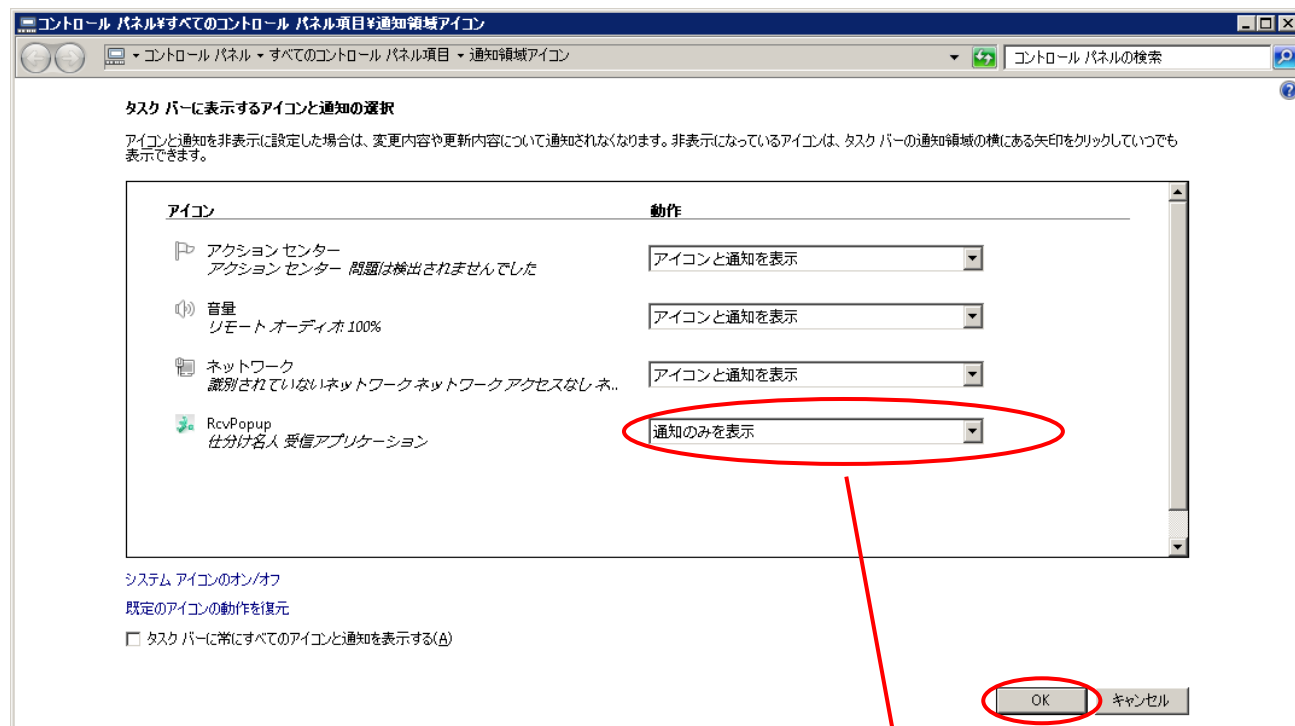 コントロール パネル¥すべてのコントロール パネル項目¥通知領域アイコン
コントロール パネル すべてのコントロール パネル項目 通知領域アイコン
コントロール パネルの検索
タスク バーに表示するアイコンと通知の選択
アイコンと通知を非表示に設定した場合は、変更内容や更新内容について通知されなくなります。非表示になっているアイコンは、タスク バーの通知領域の横にある矢印をクリックしていつでも
表示できます。
アイコン 動作
アクション センター
アクション センター 問題は検出されませんでした
アイコンと通知を表示
音量
リモート オーディオ: 100%
アイコンと通知を表示
ネットワーク
識別されていないネットワーク ネットワーク アクセスなし ネ..
アイコンと通知を表示
RcvPopup
仕分け名人 受信アプリケーション
通知のみを表示
システム アイコンのオン/オフ
既定のアイコンの動作を復元
タスク バーに常にすべてのアイコンと通知を表示する(A)
OK キャンセル